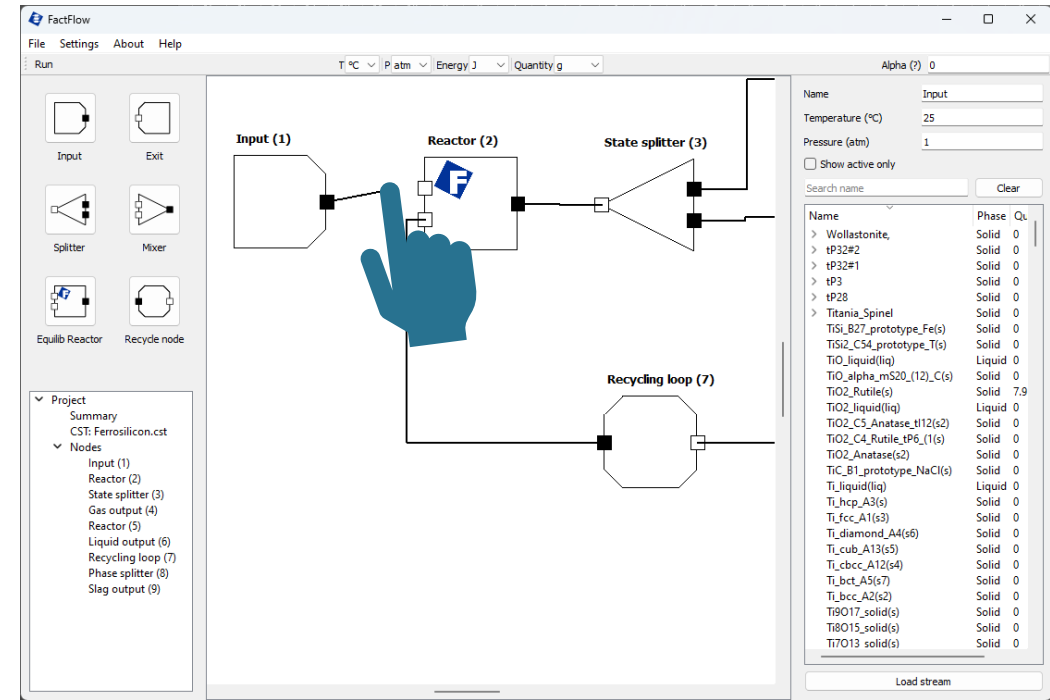 FactFlow
File Settings About Help
Run T °C P atm Energy J Quantity g Alpha (?) 0
Input Exit
Splitter Mixer
Equilib Reactor Recycle node
Project
Summary
CST: Ferrosilicon.cst
Nodes
Input (1)
Reactor (2)
State splitter (3)
Gas output (4)
Reactor (5)
Liquid output (6)
Recycling loop (7)
Phase splitter (8)
Slag output (9)
Input (1)
Reactor (2)
State splitter (3)
F
Recycling loop (7)
Name Input
Temperature (°C) 25
Pressure (atm) 1
Show active only
Search name Clear
Name Phase Qu
Wollastonite, Solid 0
tP32#2 Solid 0
tP32#1 Solid 0
tP3 Solid 0
tP28 Solid 0
Titania_Spinel Solid 0
TiSi_B27_prototype_Fe(s) Solid 0
TiSi2_C54_prototype_T(s) Solid 0
TiO_liquid(liq) Liquid 0
TiO_alpha_mS20_(12)_C(s) Solid 0
TiO2_Rutile(s) Solid 7.9
TiO2_liquid(liq) Liquid 0
TiO2_C5_Anatase_tI12(s2) Solid 0
TiO2_C4_Rutile_tP6_(1(s) Solid 0
TiO2_Anatase(s2) Solid 0
TiC_B1_prototype_NaCl(s) Solid 0
Ti_liquid(liq) Liquid 0
Ti_hcp_A3(s) Solid 0
Ti_fcc_A1(s3) Solid 0
Ti_diamond_A4(s6) Solid 0
Ti_cub_A13(s5) Solid 0
Ti_cbcc_A12(s4) Solid 0
Ti_bct_A5(s7) Solid 0
Ti_bcc_A2(s2) Solid 0
Ti9O17_solid(s) Solid 0
Ti8O15_solid(s) Solid 0
Ti7O13_solid(s) Solid 0
Load stream